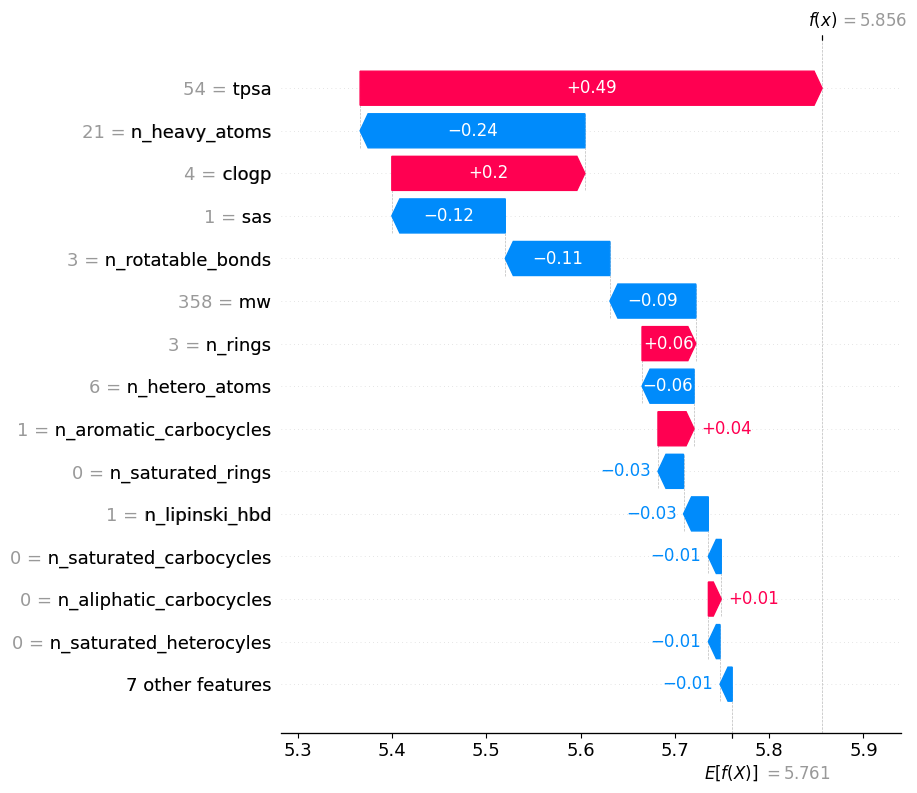 f(x) = 5.856
54 = tpsa +0.49
21 = n_heavy_atoms −0.24
4 = clogp +0.2
1 = sas −0.12
3 = n_rotatable_bonds −0.11
358 = mw −0.09
3 = n_rings +0.06
6 = n_hetero_atoms −0.06
1 = n_aromatic_carbocycles +0.04
0 = n_saturated_rings −0.03
1 = n_lipinski_hbd −0.03
0 = n_saturated_carbocycles −0.01
0 = n_aliphatic_carbocycles +0.01
0 = n_saturated_heterocyles −0.01
7 other features −0.01
5.3 5.4 5.5 5.6 5.7 5.8 5.9
E[f(X)] = 5.761